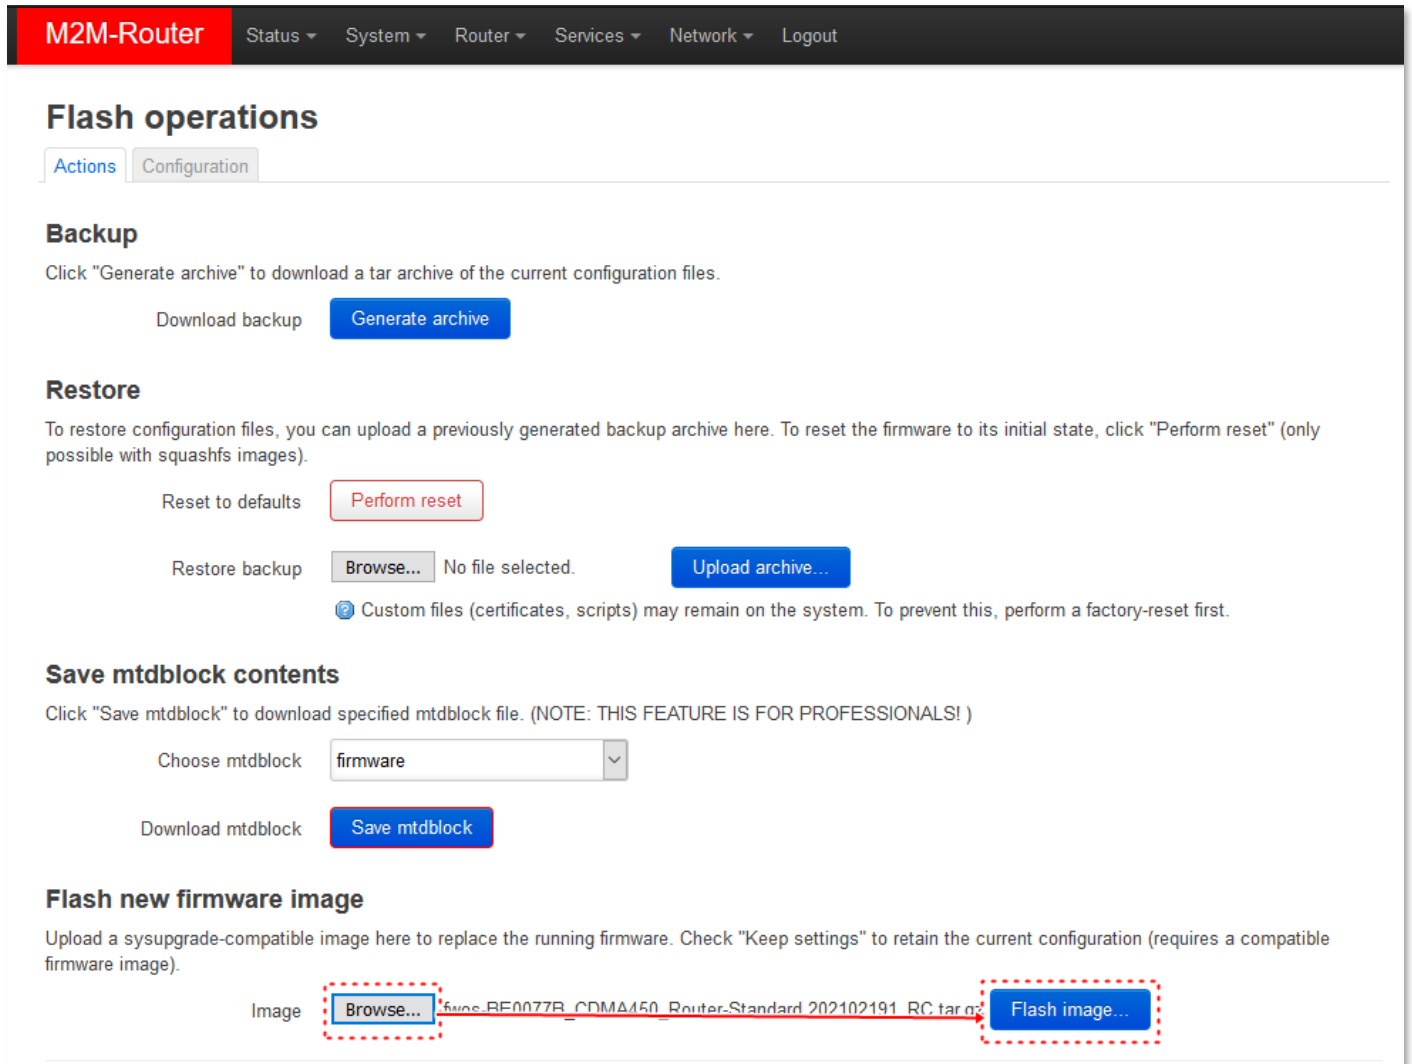 M2M-Router Status System Router Services Network Logout
Flash operations
Actions Configuration
Backup
Click "Generate archive" to download a tar archive of the current configuration files.
Download backup Generate archive
Restore
To restore configuration files, you can upload a previously generated backup archive here. To reset the firmware to its initial state, click "Perform reset" (only
possible with squashfs images).
Reset to defaults Perform reset
Restore backup Browse... No file selected. Upload archive...
Custom files (certificates, scripts) may remain on the system. To prevent this, perform a factory-reset first.
Save mtdblock contents
Click "Save mtdblock" to download specified mtdblock file. (NOTE: THIS FEATURE IS FOR PROFESSIONALS! )
Choose mtdblock firmware
Download mtdblock Save mtdblock
Flash new firmware image
Upload a sysupgrade-compatible image here to replace the running firmware. Check "Keep settings" to retain the current configuration (requires a compatible
firmware image).
Image Browse... fwos-BE0077B_CDMA450_Router-Standard.202102191_RC.tar.gz Flash image...